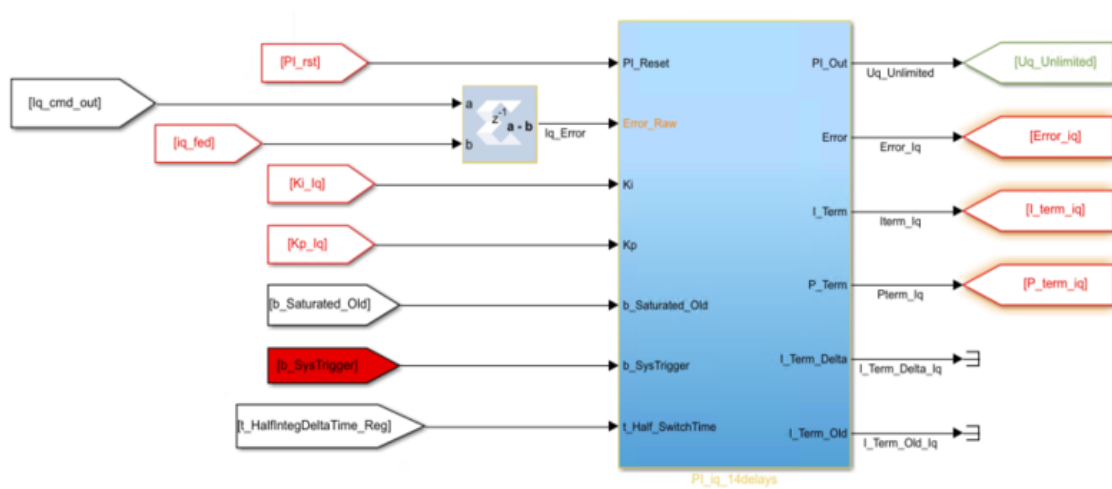 [PI_rst]
PI_Reset
PI_Out
Uq_Unlimited
[Uq_Unlimited]
[Iq_cmd_out]
a
z-1
a - b
b
Iq_Error
Error_Raw
[iq_fed]
Error
Error_Iq
[Error_iq]
[Ki_Iq]
Ki
I_Term
Iterm_Iq
[I_term_iq]
[Kp_Iq]
Kp
P_Term
Pterm_Iq
[P_term_iq]
[b_Saturated_Old]
b_Saturated_Old
[b_SysTrigger]
b_SysTrigger
I_Term_Delta
I_Term_Delta_Iq
[t_HalfIntegDeltaTime_Reg]
t_Half_SwitchTime
I_Term_Old
I_Term_Old_Iq
PI_iq_14delays